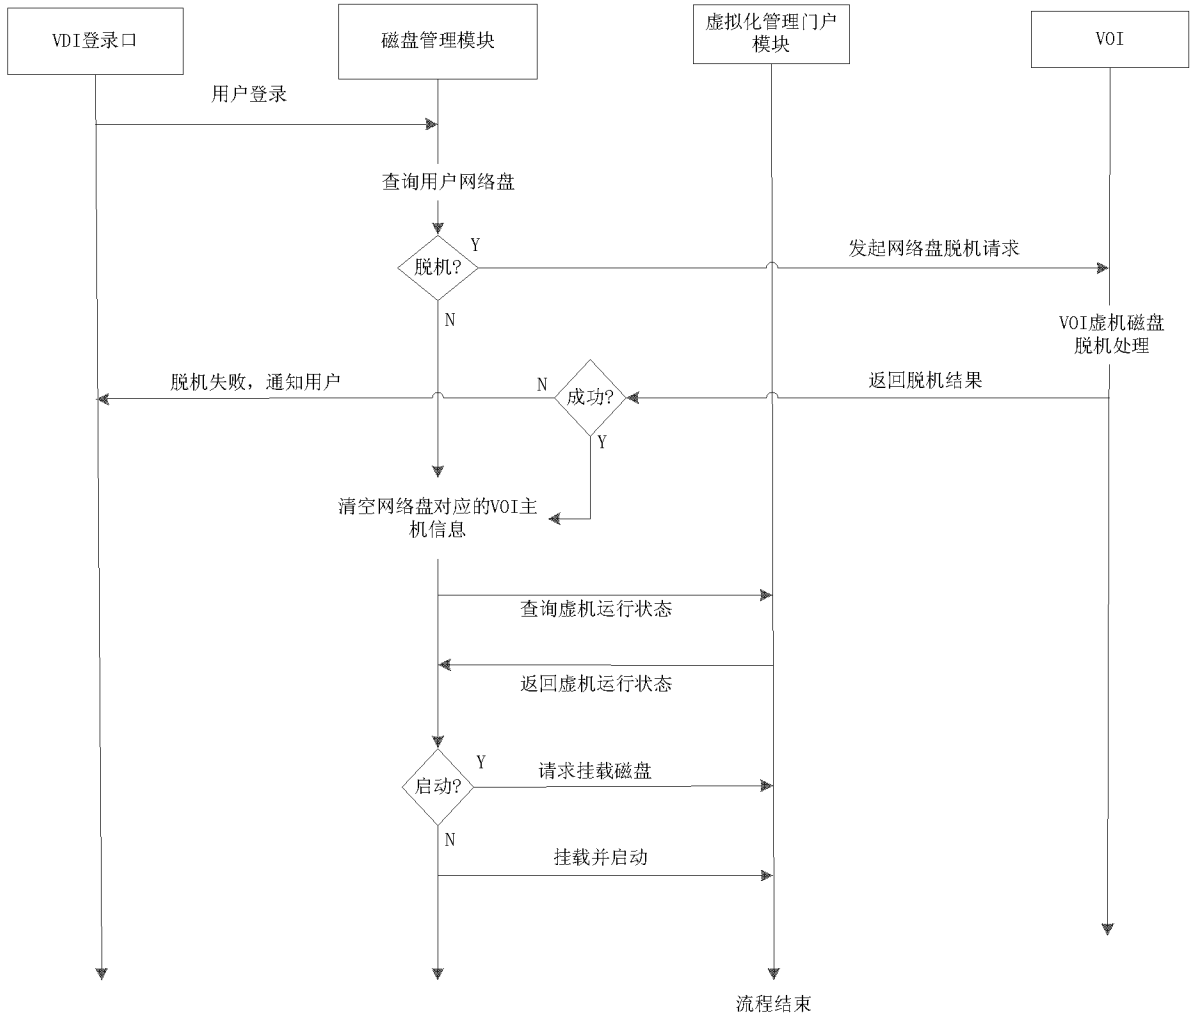 VDI登录口
磁盘管理模块
虚拟化管理门户
模块
VOI
用户登录
查询用户网络盘
脱机?
Y
发起网络盘脱机请求
N
VOI虚机磁盘
脱机处理
脱机失败，通知用户
N
成功?
返回脱机结果
Y
清空网络盘对应的VOI主
机信息
查询虚机运行状态
返回虚机运行状态
启动?
Y
请求挂载磁盘
N
挂载并启动
流程结束